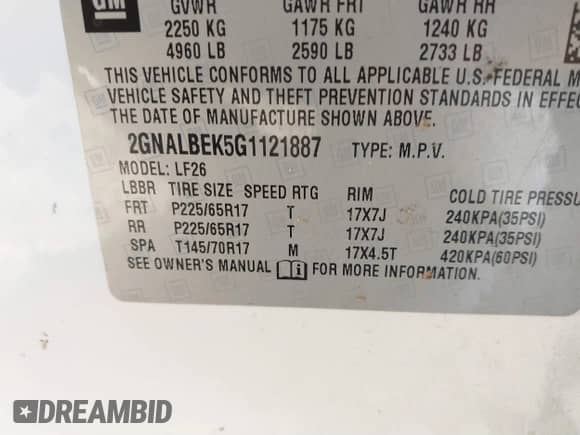 GM GVWR GAWR FRT GAWR RR
2250 KG 1175 KG 1240 KG
4960 LB 2590 LB 2733 LB
THIS VEHICLE CONFORMS TO ALL APPLICABLE U.S. FEDERAL M
VEHICLE SAFETY AND THEFT PREVENTION STANDARDS IN EFFE
THE DATE OF MANUFACTURE SHOWN ABOVE.
2GNALBEK5G1121887 TYPE: M.P.V.
MODEL: LF26
LBBR TIRE SIZE SPEED RTG RIM COLD TIRE PRESSU
FRT P225/65R17 T 17X7J 240KPA(35PSI)
RR P225/65R17 T 17X7J 240KPA(35PSI)
SPA T145/70R17 M 17X4.5T 420KPA(60PSI)
SEE OWNER'S MANUAL i FOR MORE INFORMATION.
DREAMBID